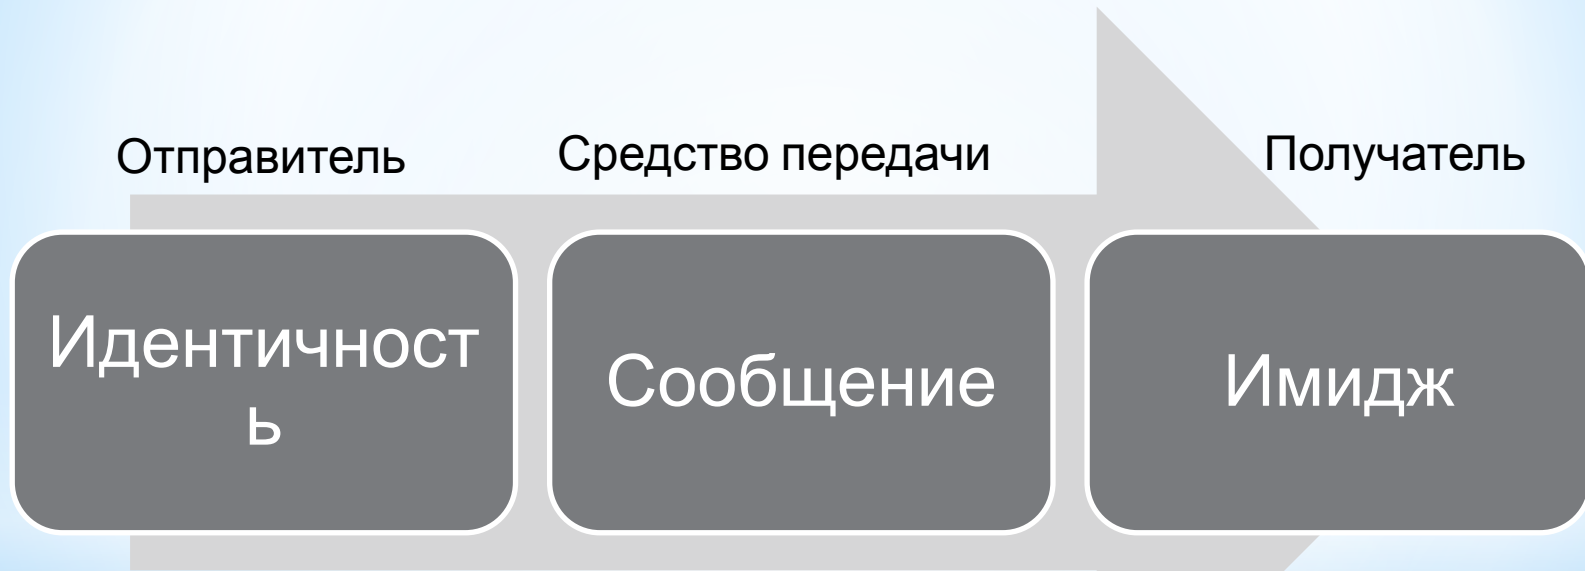 Отправитель
Средство передачи
Получатель
Идентичност
ь
Сообщение
Имидж